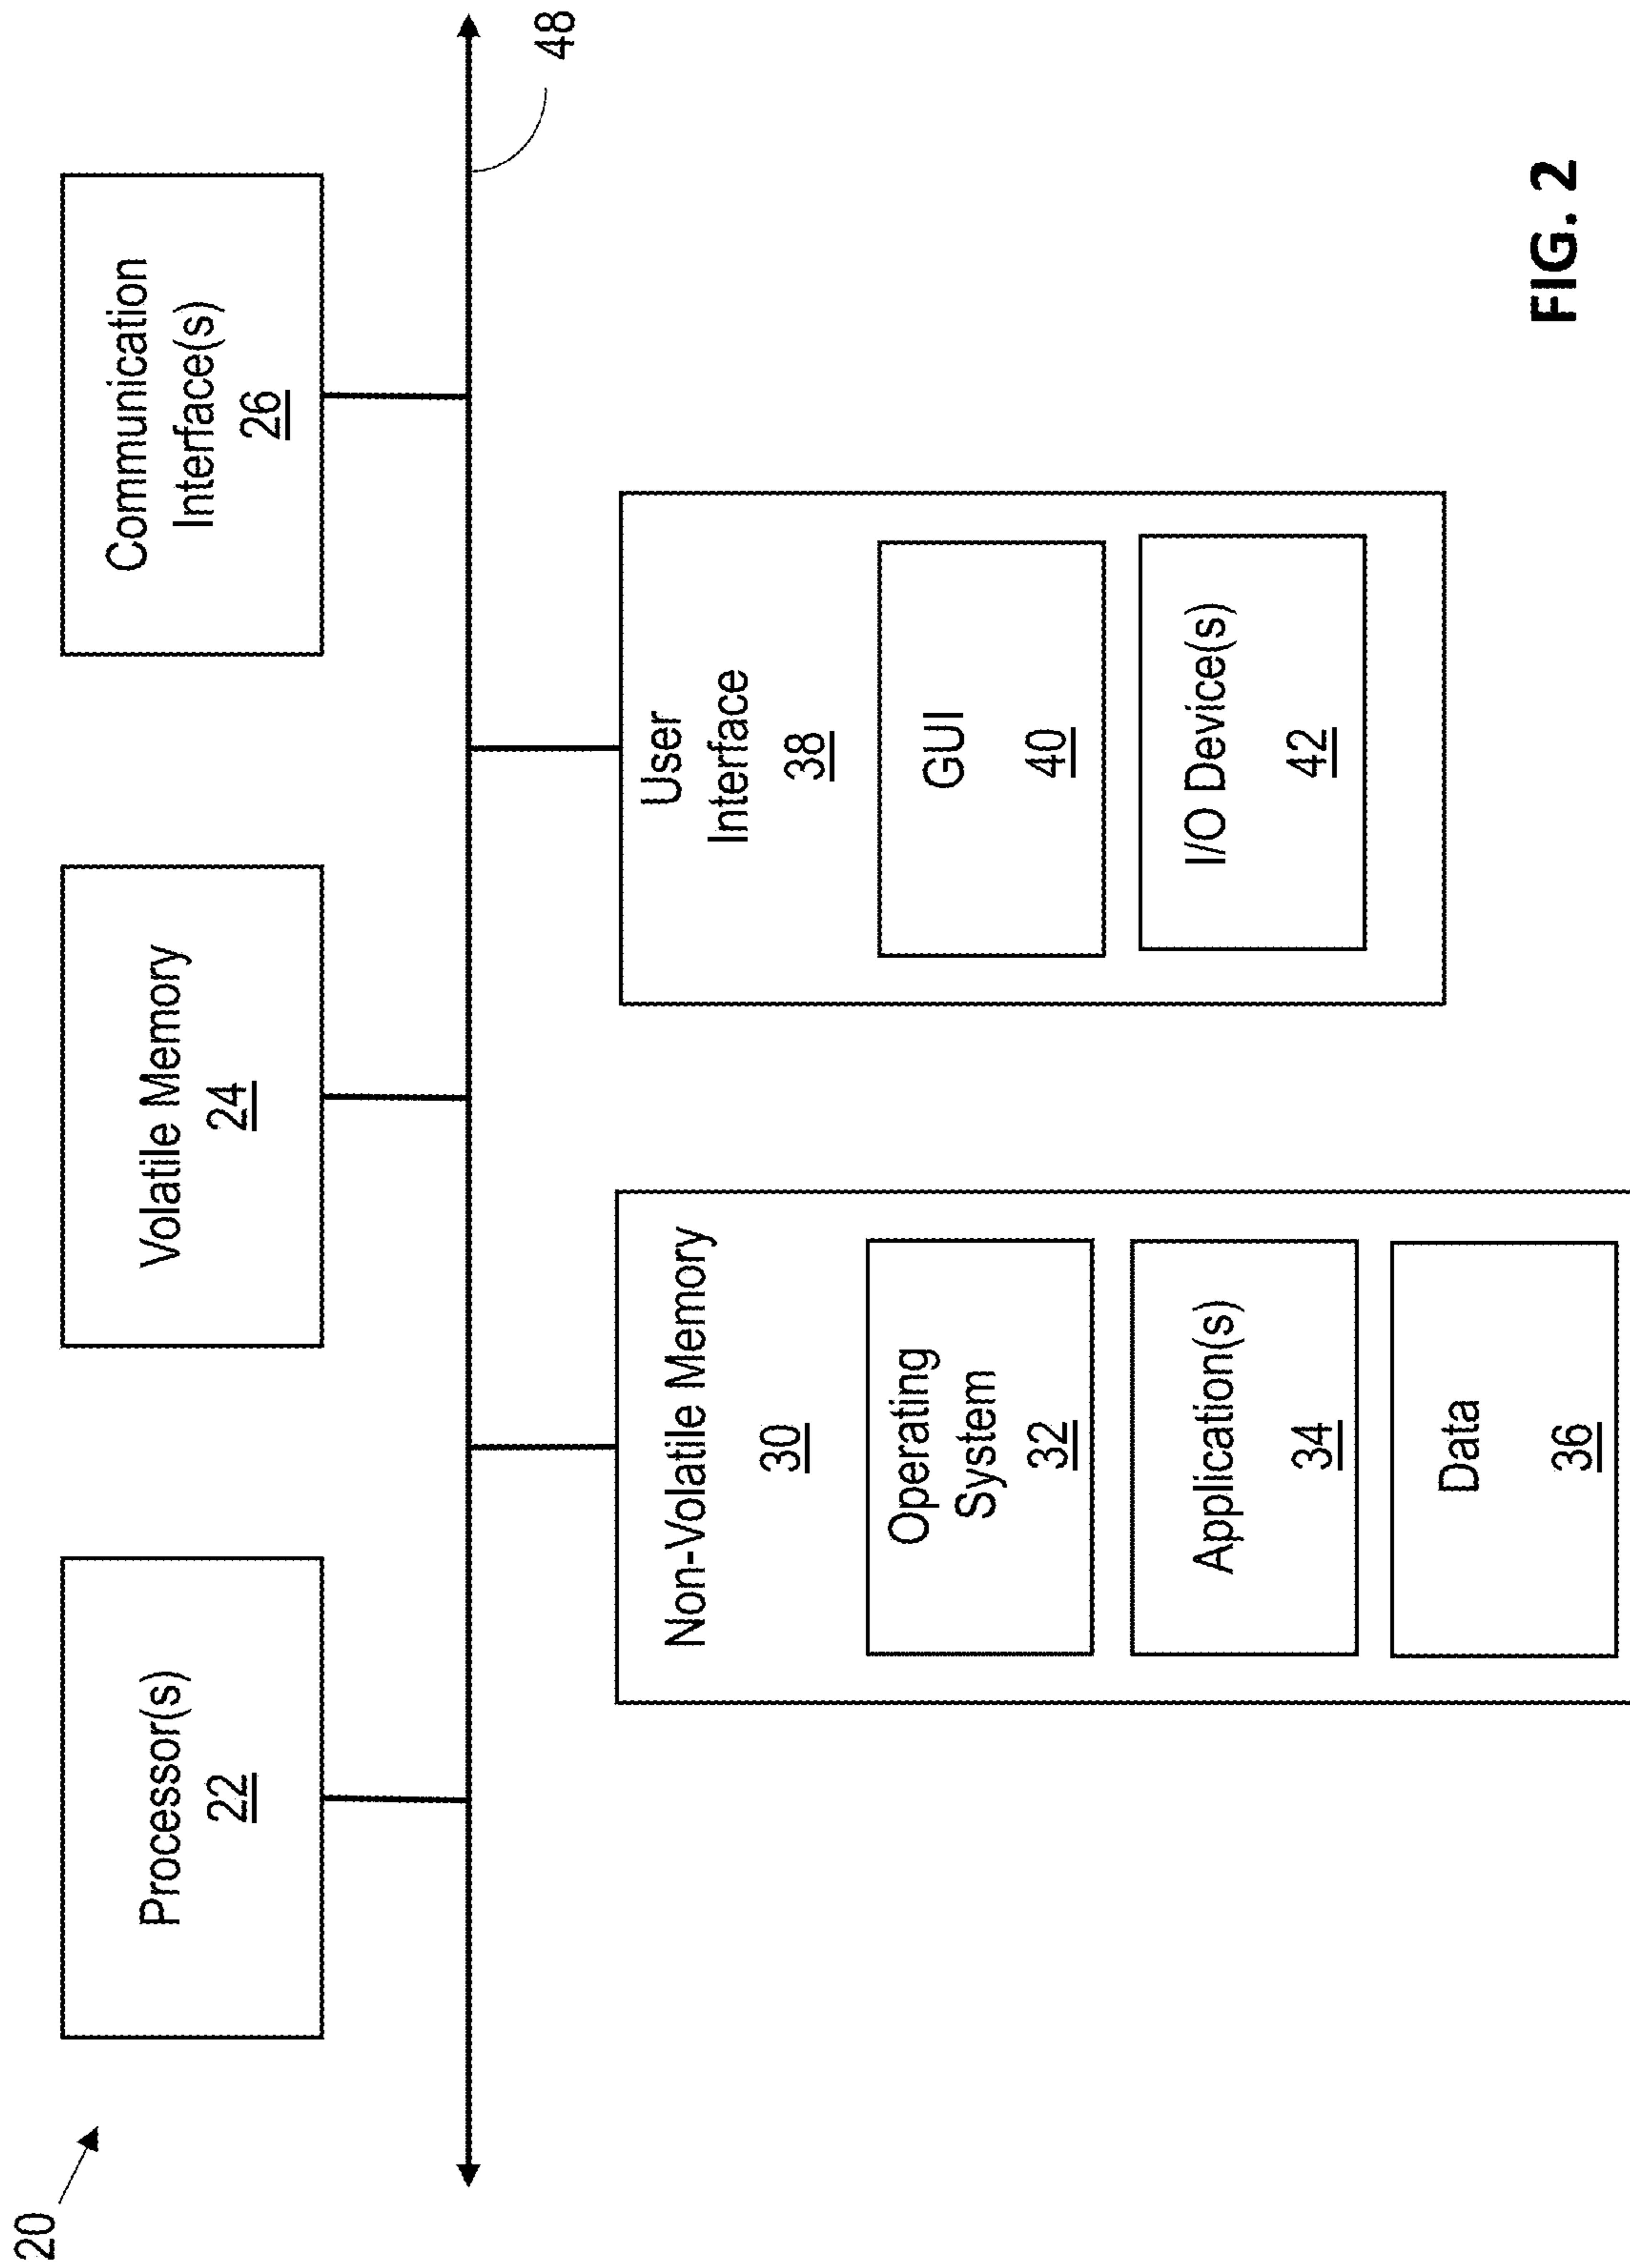 20
Processor(s)
22
Volatile Memory
24
Communication
Interface(s)
26
48
Non-Volatile Memory
30
Operating
System
32
Application(s)
34
Data
36
User
Interface
38
GUI
40
I/O Device(s)
42
FIG. 2